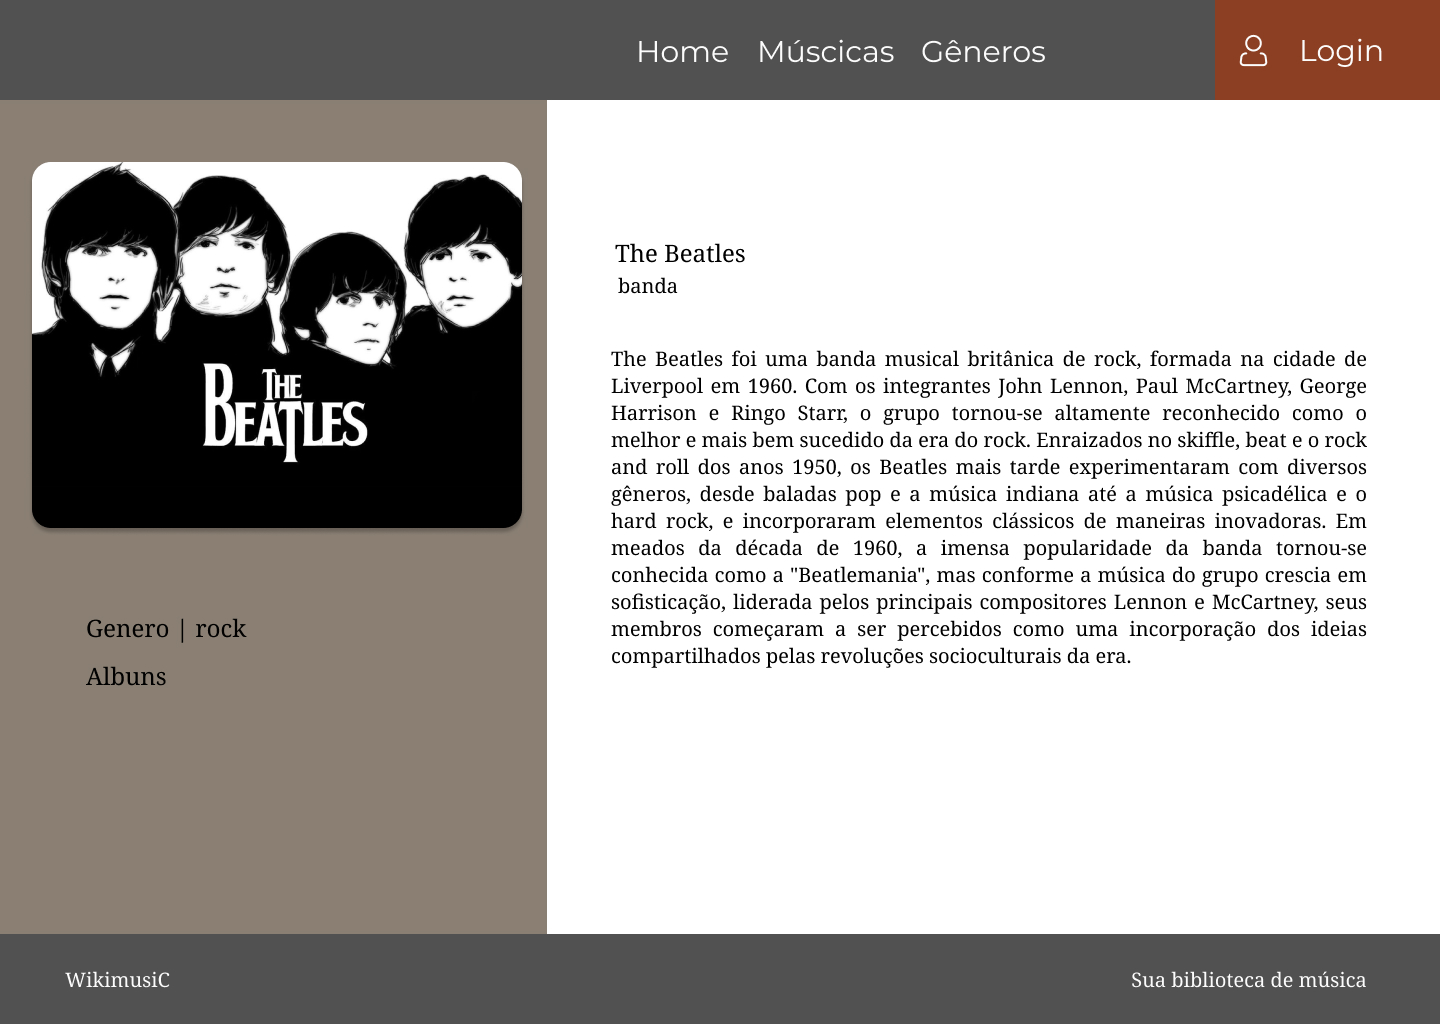 Home Múscicas Gêneros Login
THE
BEATLES
Genero | rock
Albuns
The Beatles
banda
The Beatles foi uma banda musical britânica de rock, formada na cidade de
Liverpool em 1960. Com os integrantes John Lennon, Paul McCartney, George
Harrison e Ringo Starr, o grupo tornou-se altamente reconhecido como o
melhor e mais bem sucedido da era do rock. Enraizados no skiffle, beat e o rock
and roll dos anos 1950, os Beatles mais tarde experimentaram com diversos
gêneros, desde baladas pop e a música indiana até a música psicadélica e o
hard rock, e incorporaram elementos clássicos de maneiras inovadoras. Em
meados da década de 1960, a imensa popularidade da banda tornou-se
conhecida como a "Beatlemania", mas conforme a música do grupo crescia em
sofisticação, liderada pelos principais compositores Lennon e McCartney, seus
membros começaram a ser percebidos como uma incorporação dos ideias
compartilhados pelas revoluções socioculturais da era.
WikimusiC
Sua biblioteca de música